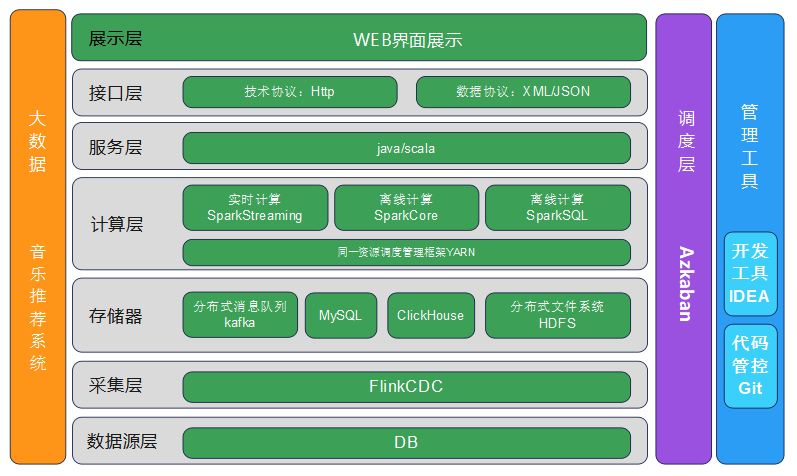 大数据
音乐推荐系统
展示层
WEB界面展示
接口层
技术协议：Http
数据协议：XML/JSON
服务层
java/scala
计算层
实时计算
SparkStreaming
离线计算
SparkCore
离线计算
SparkSQL
同一资源调度管理框架YARN
存储器
分布式消息队列
kafka
MySQL
ClickHouse
分布式文件系统
HDFS
采集层
FlinkCDC
数据源层
DB
调度层
Azkaban
管理工具
开发
工具
IDEA
代码
管控
Git